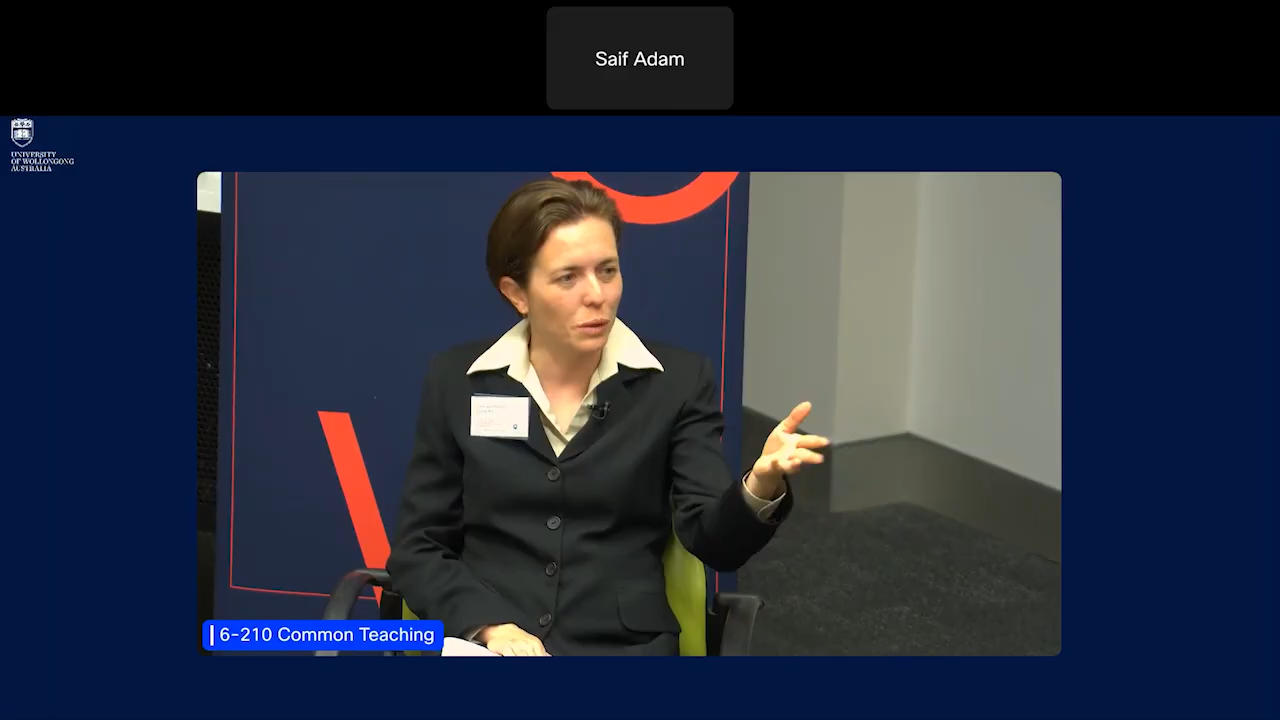 Saif Adam
UNIVERSITY
OF WOLLONGONG
AUSTRALIA
6-210 Common Teaching